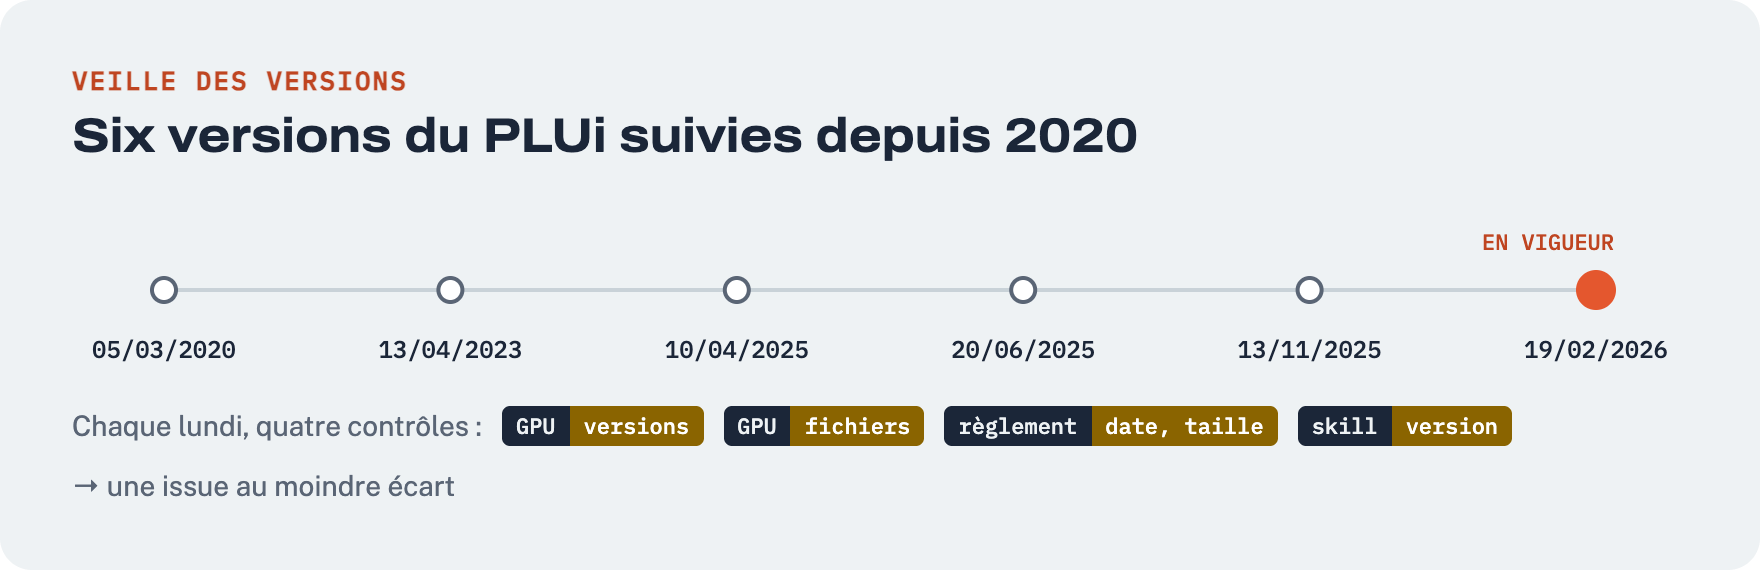 VEILLE DES VERSIONS
Six versions du PLUi suivies depuis 2020
EN VIGUEUR
05/03/2020 13/04/2023 10/04/2025 20/06/2025 13/11/2025 19/02/2026
Chaque lundi, quatre contrôles : GPU versions GPU fichiers règlement date, taille skill version
→ une issue au moindre écart